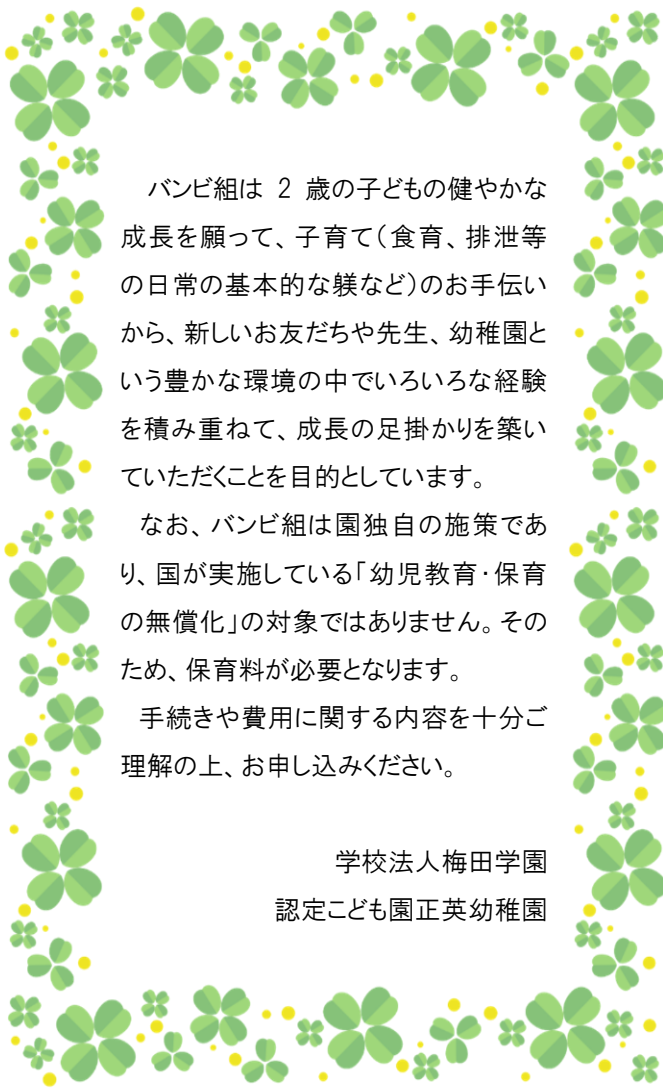 バンビ組は 2 歳の子どもの健やかな
成長を願って、子育て(食育、排泄等
の日常の基本的な躾など)のお手伝い
から、新しいお友だちや先生、幼稚園と
いう豊かな環境の中でいろいろな経験
を積み重ねて、成長の足掛かりを築い
ていただくことを目的としています。
なお、バンビ組は園独自の施策であ
り、国が実施している「幼児教育・保育
の無償化」の対象ではありません。その
ため、保育料が必要となります。
手続きや費用に関する内容を十分ご
理解の上、お申し込みください。
学校法人梅田学園
認定こども園正英幼稚園